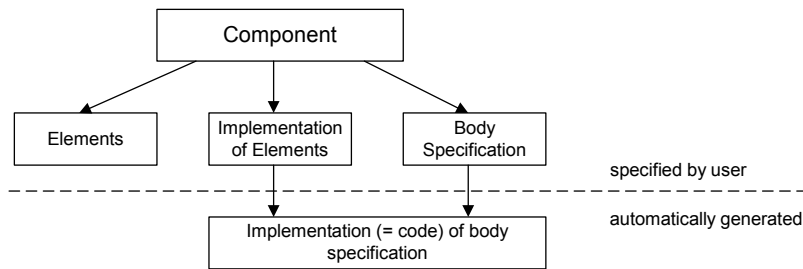 Component
Elements
Implementation
of Elements
Body
Specification
specified by user
automatically generated
Implementation (= code) of body
specification